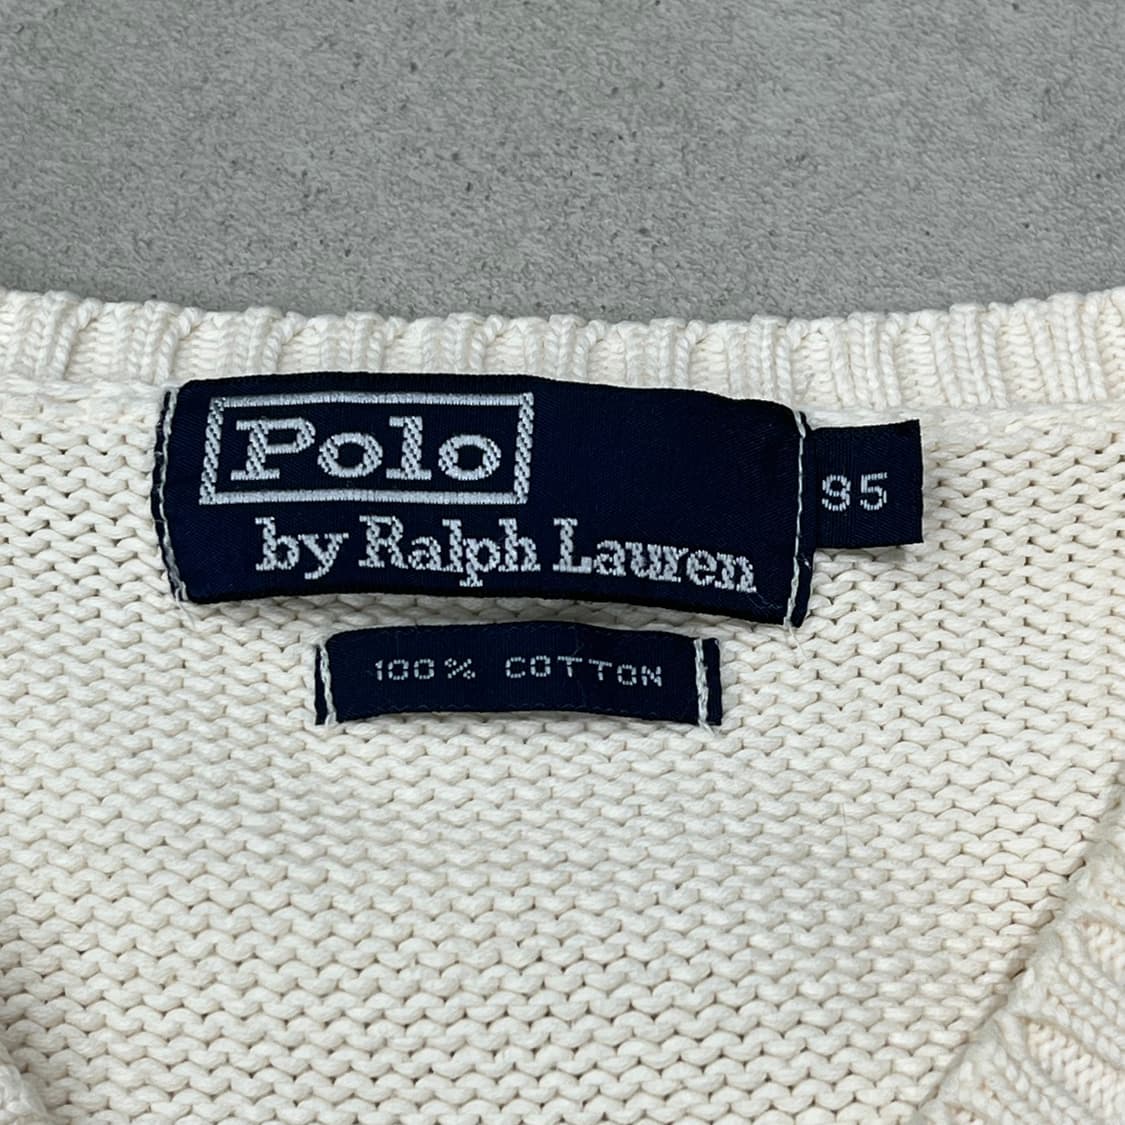 Polo
by Ralph Lauren
95
100% COTTON